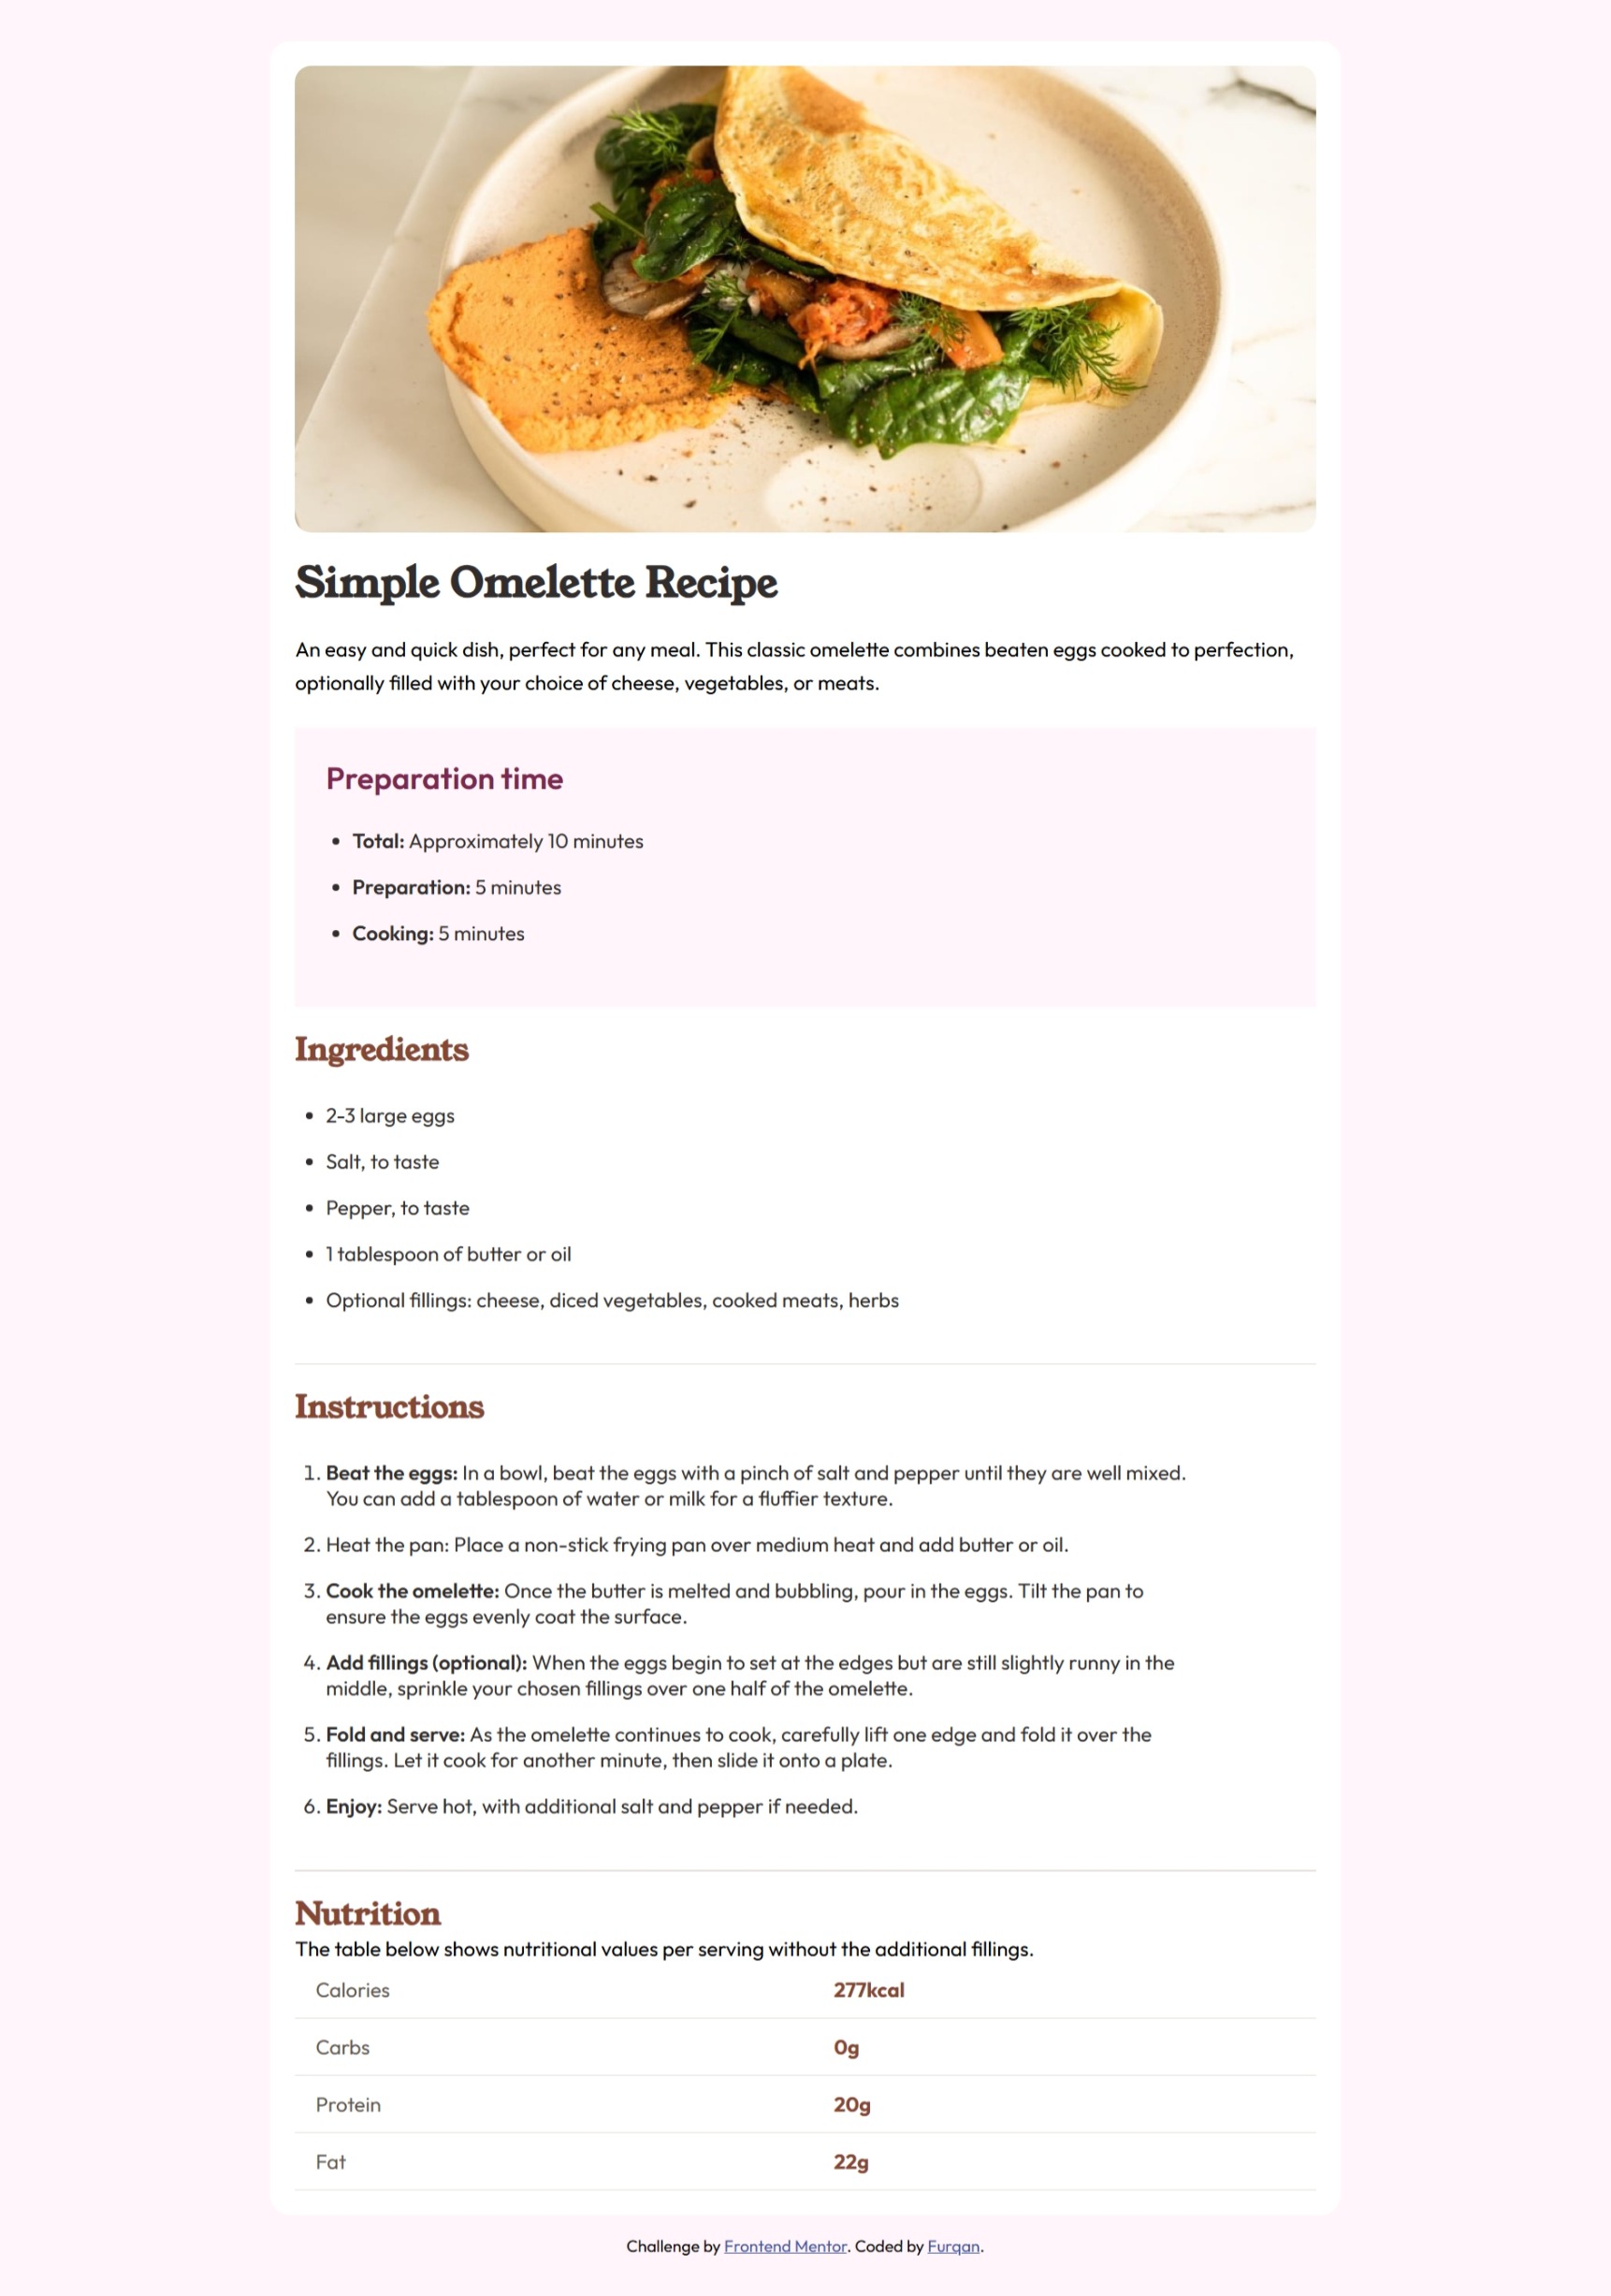 Simple Omelette Recipe
An easy and quick dish, perfect for any meal. This classic omelette combines beaten eggs cooked to perfection,
optionally filled with your choice of cheese, vegetables, or meats.
Preparation time
• Total: Approximately 10 minutes
• Preparation: 5 minutes
• Cooking: 5 minutes
Ingredients
• 2-3 large eggs
• Salt, to taste
• Pepper, to taste
• 1 tablespoon of butter or oil
• Optional fillings: cheese, diced vegetables, cooked meats, herbs
Instructions
1. Beat the eggs: In a bowl, beat the eggs with a pinch of salt and pepper until they are well mixed.
You can add a tablespoon of water or milk for a fluffier texture.
2. Heat the pan: Place a non-stick frying pan over medium heat and add butter or oil.
3. Cook the omelette: Once the butter is melted and bubbling, pour in the eggs. Tilt the pan to
ensure the eggs evenly coat the surface.
4. Add fillings (optional): When the eggs begin to set at the edges but are still slightly runny in the
middle, sprinkle your chosen fillings over one half of the omelette.
5. Fold and serve: As the omelette continues to cook, carefully lift one edge and fold it over the
fillings. Let it cook for another minute, then slide it onto a plate.
6. Enjoy: Serve hot, with additional salt and pepper if needed.
Nutrition
The table below shows nutritional values per serving without the additional fillings.
Calories 277kcal
Carbs 0g
Protein 20g
Fat 22g
Challenge by Frontend Mentor. Coded by Furqan.